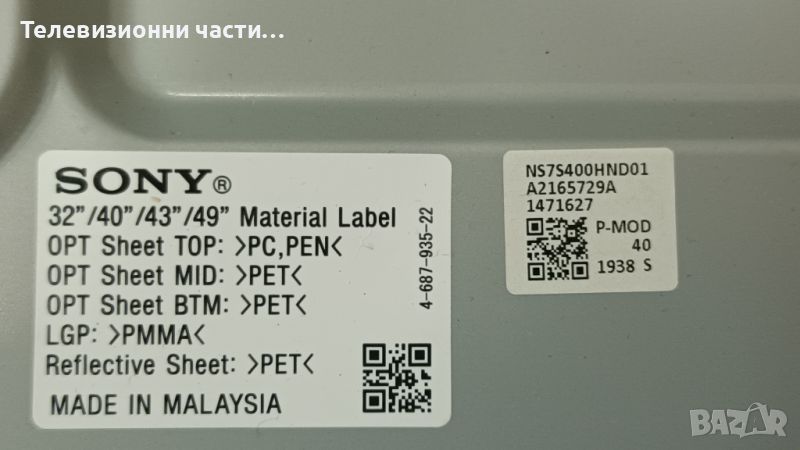 Телевизионни части…
SONY®
32"/40"/43"/49" Material Label
OPT Sheet TOP: >PC,PEN<
OPT Sheet MID: >PET<
OPT Sheet BTM: >PET<
LGP: >PMMA<
Reflective Sheet: >PET<
MADE IN MALAYSIA
4-687-935-22
NS7S400HND01
A2165729A
1471627
P-MOD
40
1938 S
BAZAR